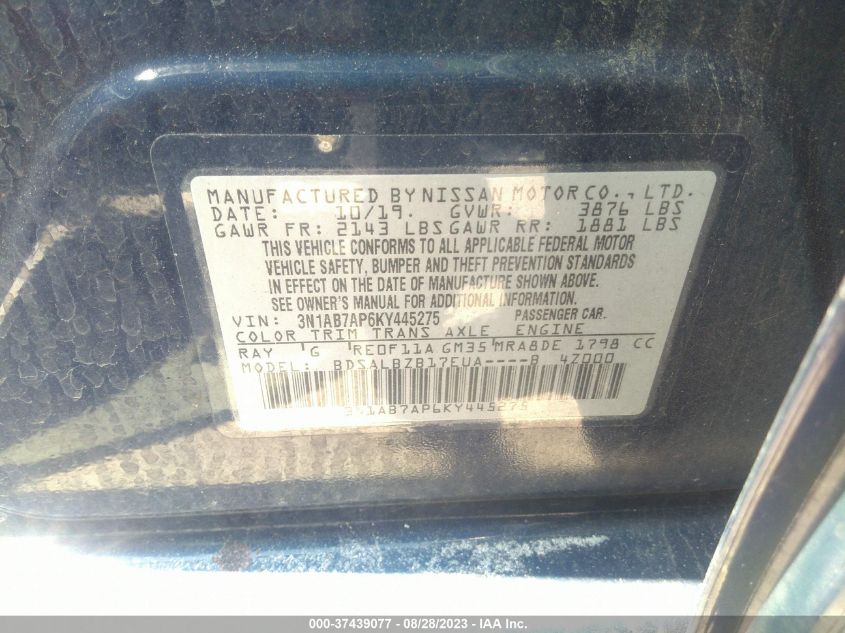 MANUFACTURED BY NISSAN MOTOR CO., LTD.
DATE: 10/19. GVWR: 3876 LBS
GAWR FR: 2143 LBS GAWR RR: 1881 LBS
THIS VEHICLE CONFORMS TO ALL APPLICABLE FEDERAL MOTOR
VEHICLE SAFETY, BUMPER AND THEFT PREVENTION STANDARDS
IN EFFECT ON THE DATE OF MANUFACTURE SHOWN ABOVE.
SEE OWNER'S MANUAL FOR ADDITIONAL INFORMATION.
VIN: 3N1AB7AP6KY445275 PASSENGER CAR.
COLOR TRIM TRANS AXLE ENGINE
RAY G RE0F11A GM35 MRA8DE 1798 CC
MODEL: BDSALBZB17EUA----B 47000
3N1AB7AP6KY445275
000-37439077 - 08/28/2023 - IAA Inc.